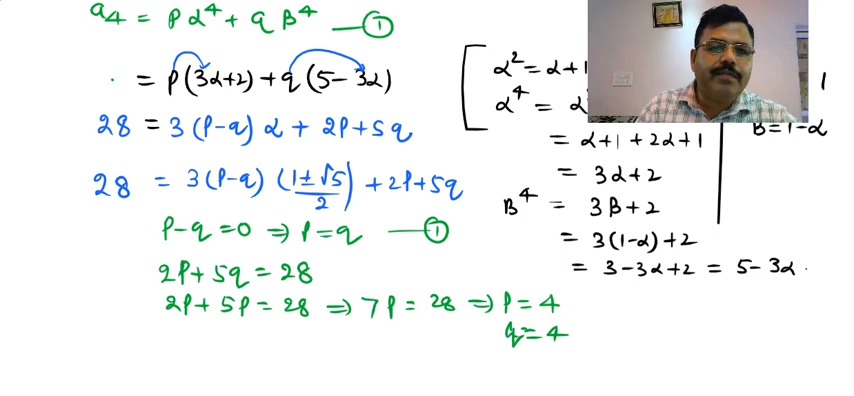 a₄ = pα⁴ + qβ⁴ — ①
= p(3α+2) + q(5-3α)
28 = 3(p-q)α + 2p+5q
28 = 3(p-q)((1±√5)/2) + 2p+5q
p-q=0 ⇒ p=q — ①
2p+5q = 28
2p+5p = 28 ⇒ 7p = 28 ⇒ p = 4
q = 4
α² = α+1
α⁴ = α
= α+1+2α+1
= 3α+2
β⁴ = 3β+2
= 3(1-α)+2
= 3-3α+2 = 5-3α.
1
β=1-α